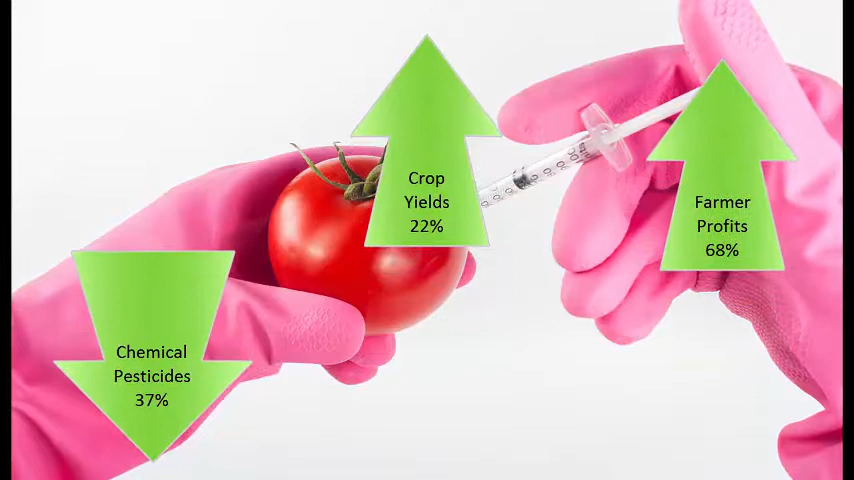 Crop
Yields
22%
Farmer
Profits
68%
Chemical
Pesticides
37%